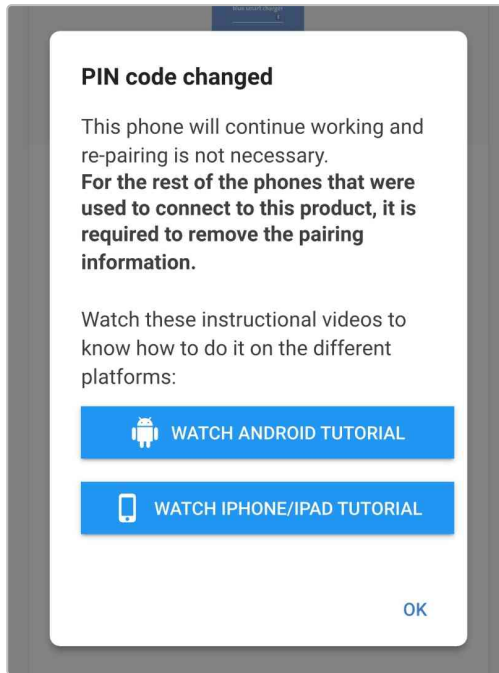 Blue Smart Charger
PIN code changed
This phone will continue working and
re-pairing is not necessary.
For the rest of the phones that were
used to connect to this product, it is
required to remove the pairing
information.
Watch these instructional videos to
know how to do it on the different
platforms:
WATCH ANDROID TUTORIAL
WATCH IPHONE/IPAD TUTORIAL
OK